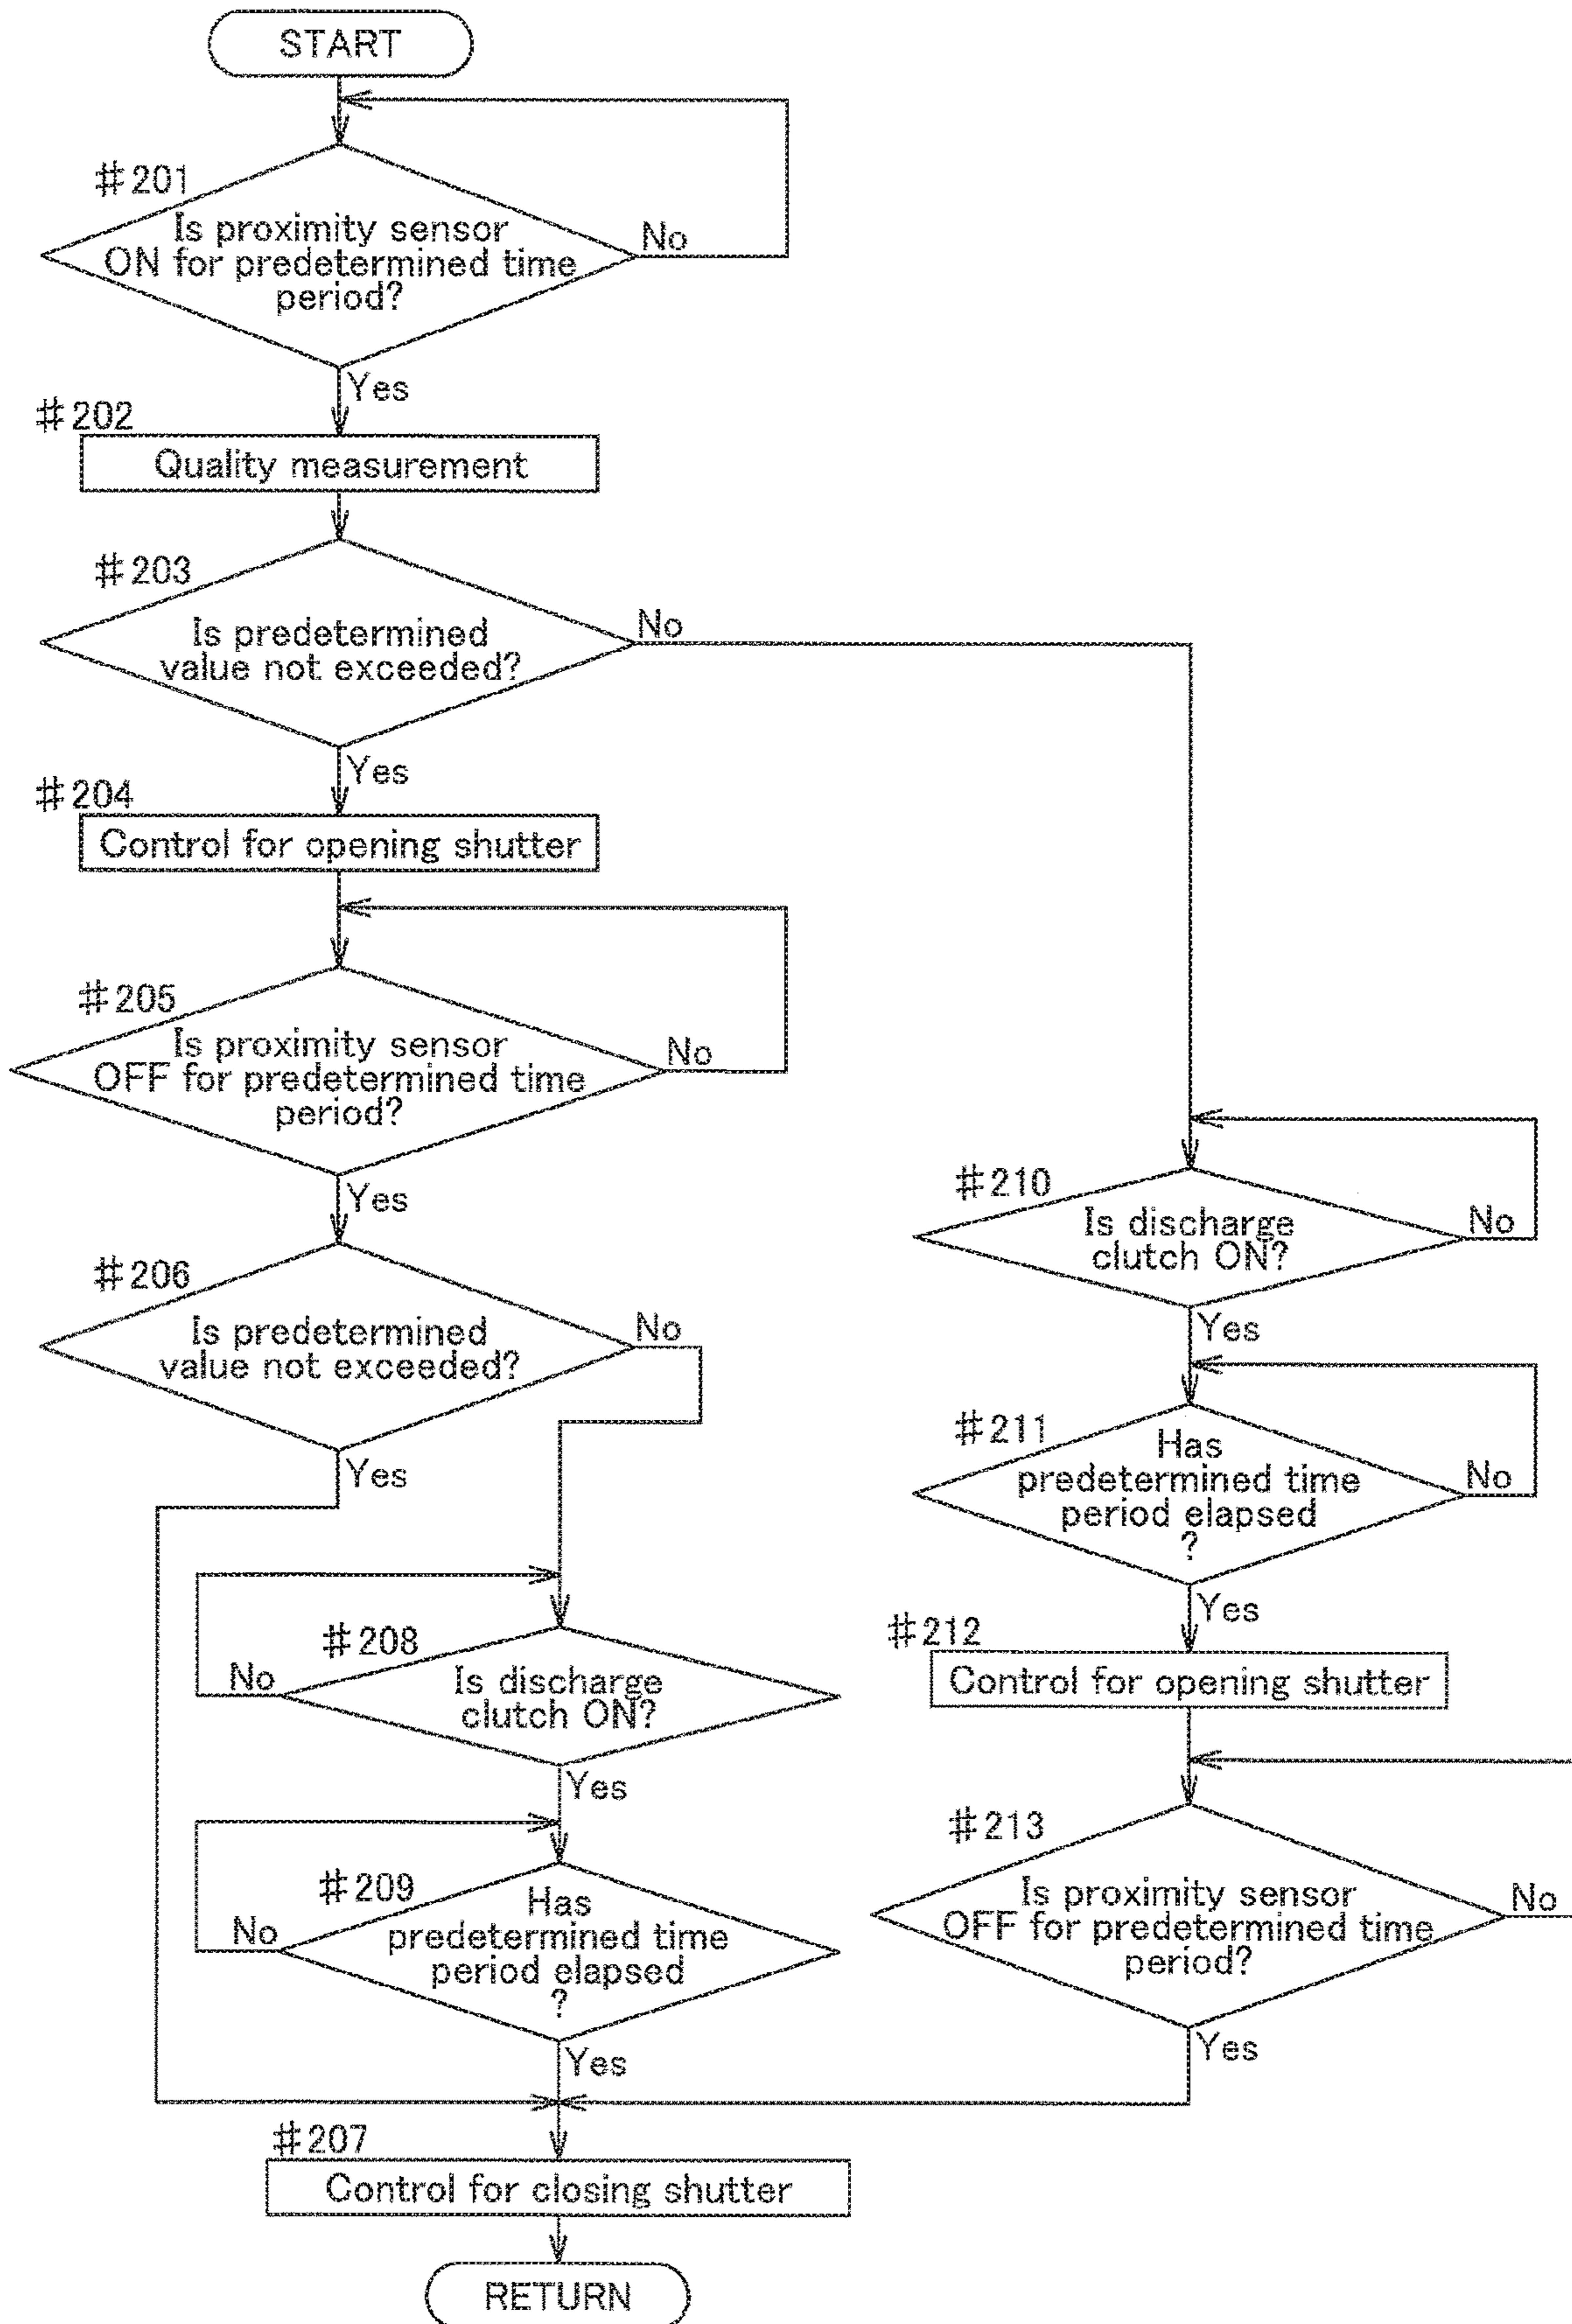 START
#201
Is proximity sensor
ON for predetermined time
period?
No
Yes
#202
Quality measurement
#203
Is predetermined
value not exceeded?
No
Yes
#204
Control for opening shutter
#205
Is proximity sensor
OFF for predetermined time
period?
No
Yes
#206
Is predetermined
value not exceeded?
No
Yes
#208
Is discharge
clutch ON?
No
Yes
#209
Has
predetermined time
period elapsed
?
No
Yes
#210
Is discharge
clutch ON?
No
Yes
#211
Has
predetermined time
period elapsed
?
No
Yes
#212
Control for opening shutter
#213
Is proximity sensor
OFF for predetermined time
period?
No
Yes
#207
Control for closing shutter
RETURN